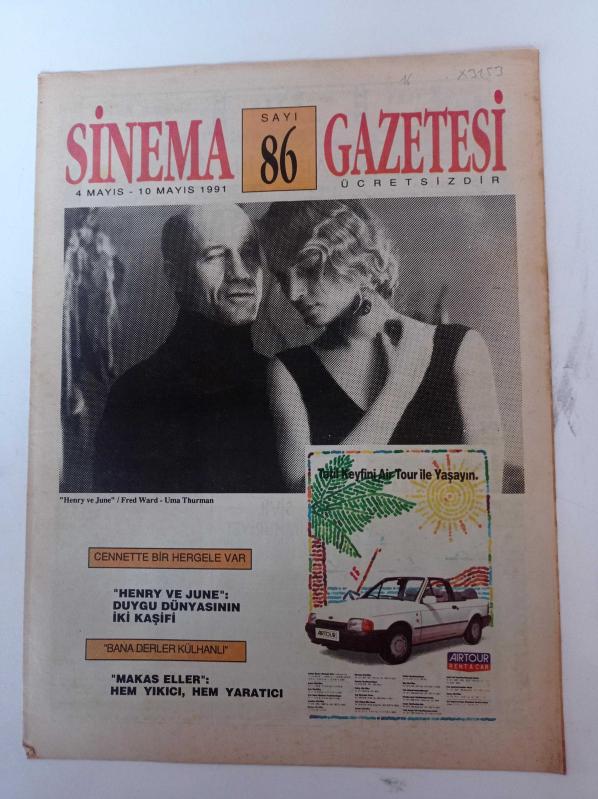 X3153
SİNEMA
SAYI
86
GAZETESİ
4 MAYIS - 10 MAYIS 1991
ÜCRETSİZDİR
"Henry ve June" / Fred Ward - Uma Thurman
Tatil Keyfini Air Tour ile Yaşayın.
CENNETTE BİR HERGELE VAR
"HENRY VE JUNE":
DUYGU DÜNYASININ
İKİ KAŞİFİ
"BANA DERLER KÜLHANLI"
"MAKAS ELLER":
HEM YIKICI, HEM YARATICI
AIRTOUR
AIRTOUR
RENT A CAR